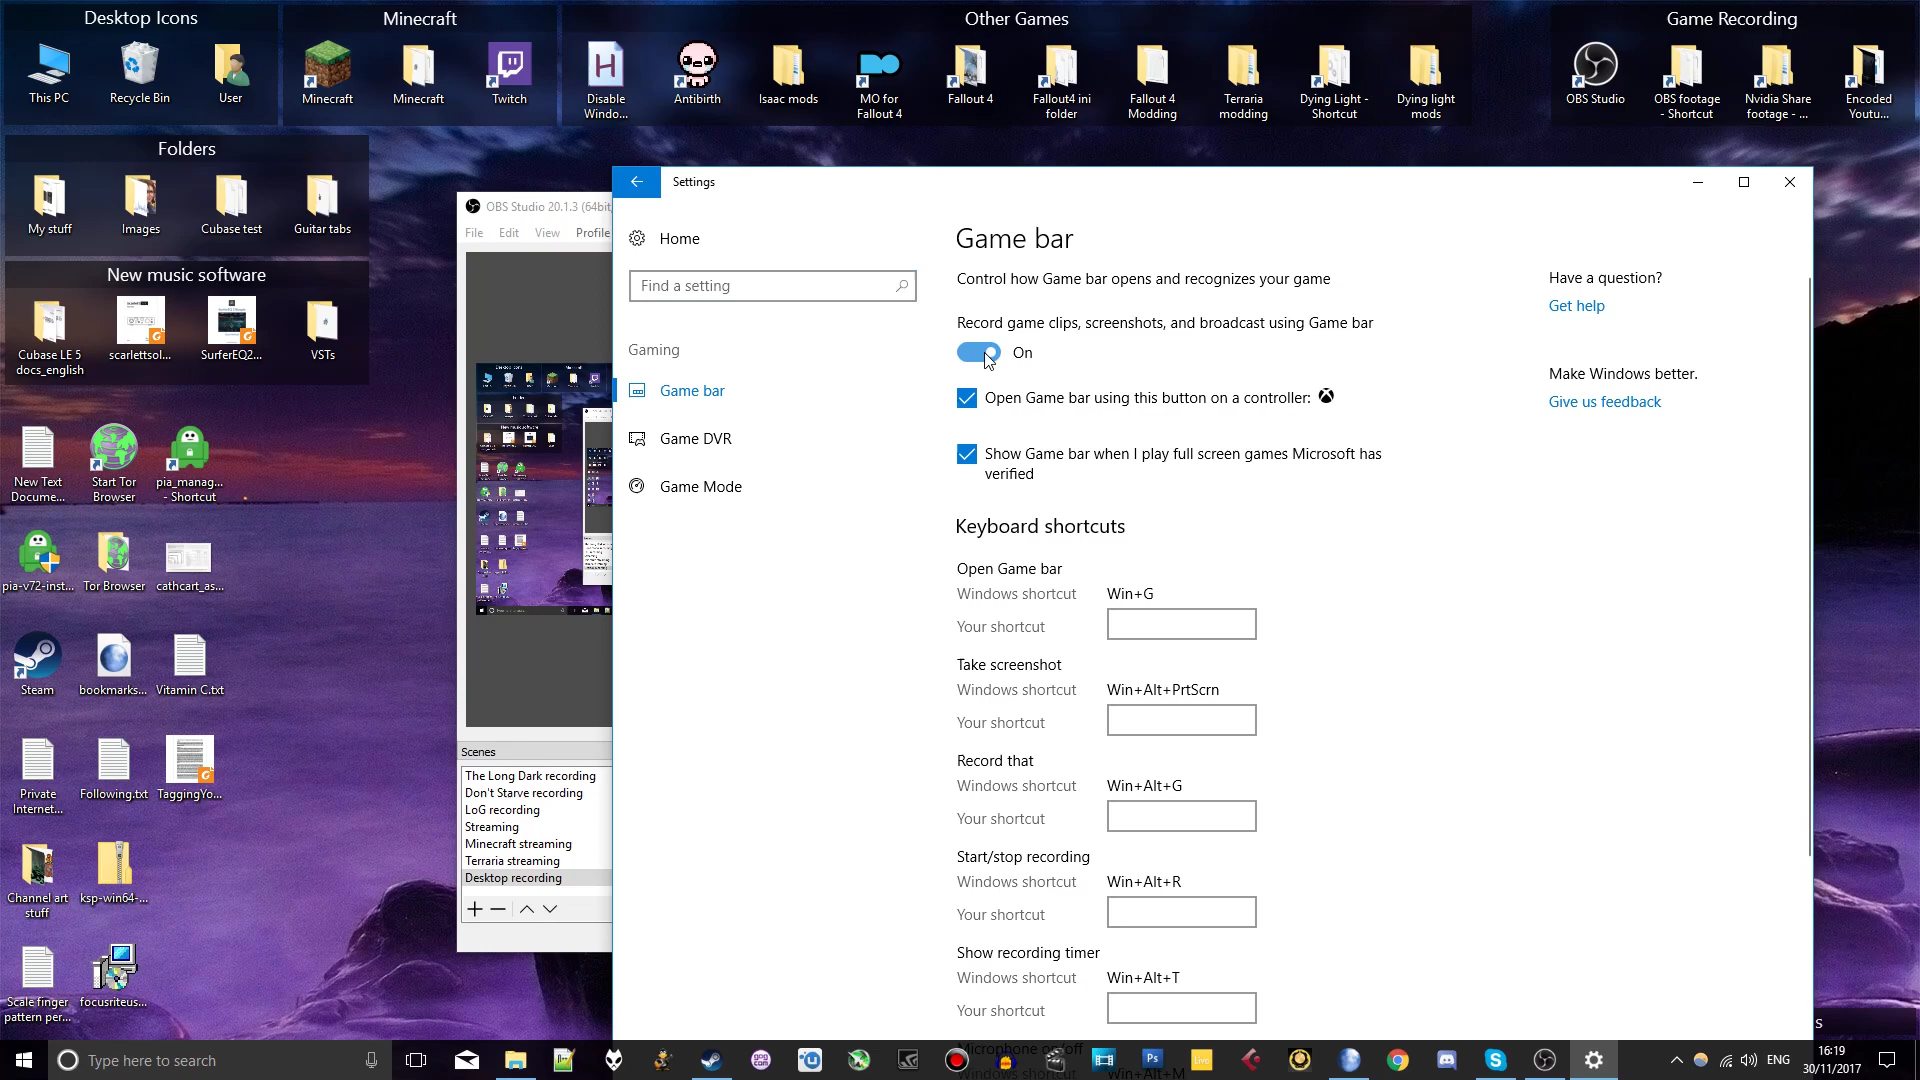 Desktop Icons
Minecraft
Other Games
Game Recording
This PC
Recycle Bin
User
Minecraft
Minecraft
Twitch
Disable
Windo...
Antibirth
Isaac mods
MO for
Fallout 4
Fallout 4
Fallout4 ini
folder
Fallout 4
Modding
Terraria
modding
Dying Light -
Shortcut
Dying light
mods
OBS Studio
OBS footage
- Shortcut
Nvidia Share
footage - ...
Encoded
Youtu...
Folders
My stuff
Images
Cubase test
Guitar tabs
New music software
Cubase LE 5
docs_english
scarlettsol...
SurferEQ2...
VSTs
New Text
Docume...
Start Tor
Browser
pia_manag...
- Shortcut
pia-v72-inst...
Tor Browser
cathcart_as...
Steam
bookmarks...
Vitamin C.txt
Private
Internet...
Following.txt
TaggingYo...
Channel art
stuff
ksp-win64-...
Scale finger
pattern per...
focusriteus...
OBS Studio 20.1.3 (64bit,
File Edit View Profile
Scenes
The Long Dark recording
Don't Starve recording
LoG recording
Streaming
Minecraft streaming
Terraria streaming
Desktop recording
Settings
Home
Find a setting
Gaming
Game bar
Game DVR
Game Mode
Game bar
Control how Game bar opens and recognizes your game
Record game clips, screenshots, and broadcast using Game bar
On
Open Game bar using this button on a controller:
Show Game bar when I play full screen games Microsoft has
verified
Keyboard shortcuts
Open Game bar
Windows shortcut Win+G
Your shortcut
Take screenshot
Windows shortcut Win+Alt+PrtScrn
Your shortcut
Record that
Windows shortcut Win+Alt+G
Your shortcut
Start/stop recording
Windows shortcut Win+Alt+R
Your shortcut
Show recording timer
Windows shortcut Win+Alt+T
Your shortcut
Microphone on/off
Windows shortcut Win+Alt+M
Have a question?
Get help
Make Windows better.
Give us feedback
s
Type here to search
gog
com
Ps
Live
ENG
16:19
30/11/2017